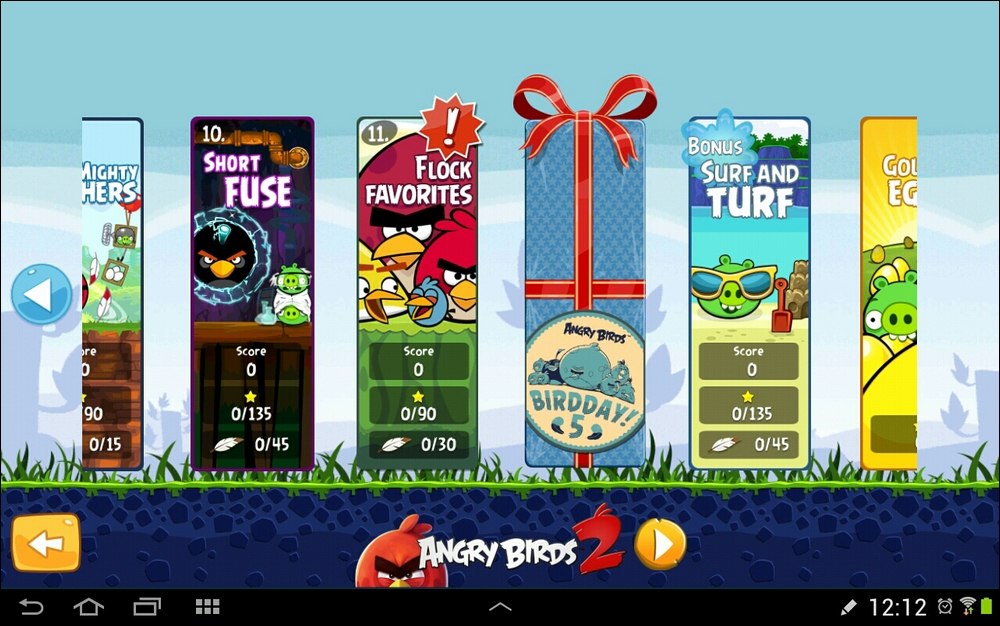 MIGHTY
HERS
re
0
/90
0/15
10.
SHORT
FUSE
Score
0
0/135
0/45
11.
!
FLOCK
FAVORITES
Score
0
0/90
0/30
ANGRY BIRDS
BIRDDAY!!
5
BONUS
SURF AND
TURF
Score
0
0/135
0/45
GOL
EG
ANGRY BIRDS 2
12:12